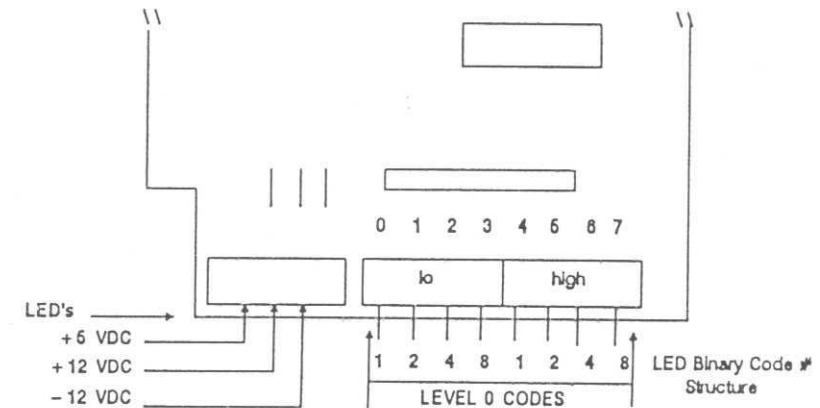 0 1 2 3 4 5 6 7
lo high
LED's
+5 VDC
+12 VDC
-12 VDC
1 2 4 8 1 2 4 8
LEVEL 0 CODES
LED Binary Code *
Structure